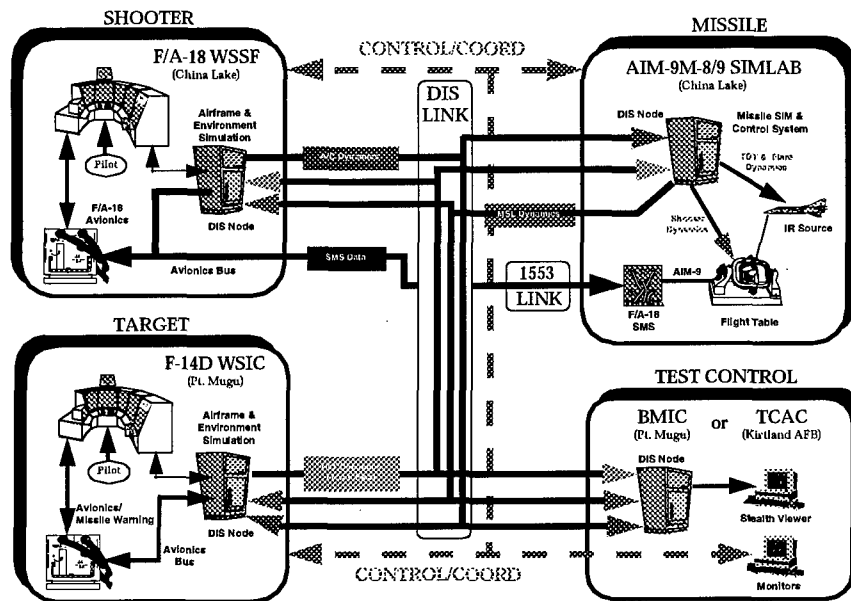 SHOOTER
F/A-18 WSSF
(China Lake)
Airframe &
Environment
Simulation
Pilot
F/A-18
Avionics
DIS Node
Avionics Bus
CONTROL/COORD
DIS
LINK
MSL Dynamics
SMS Data
1553
LINK
MISSILE
AIM-9M-8/9 SIMLAB
(China Lake)
DIS Node
Missile SIM &
Control System
TGT & Flare
Dynamics
Shooter
Dynamics
IR Source
AIM-9
F/A-18
SMS
Flight Table
TARGET
F-14D WSIC
(Pt. Mugu)
Airframe &
Environment
Simulation
Pilot
Avionics/
Missile Warning
Avionics
Bus
DIS Node
CONTROL/COORD
TEST CONTROL
BMIC or TCAC
(Pt. Mugu) (Kirtland AFB)
DIS Node
Stealth Viewer
Monitors